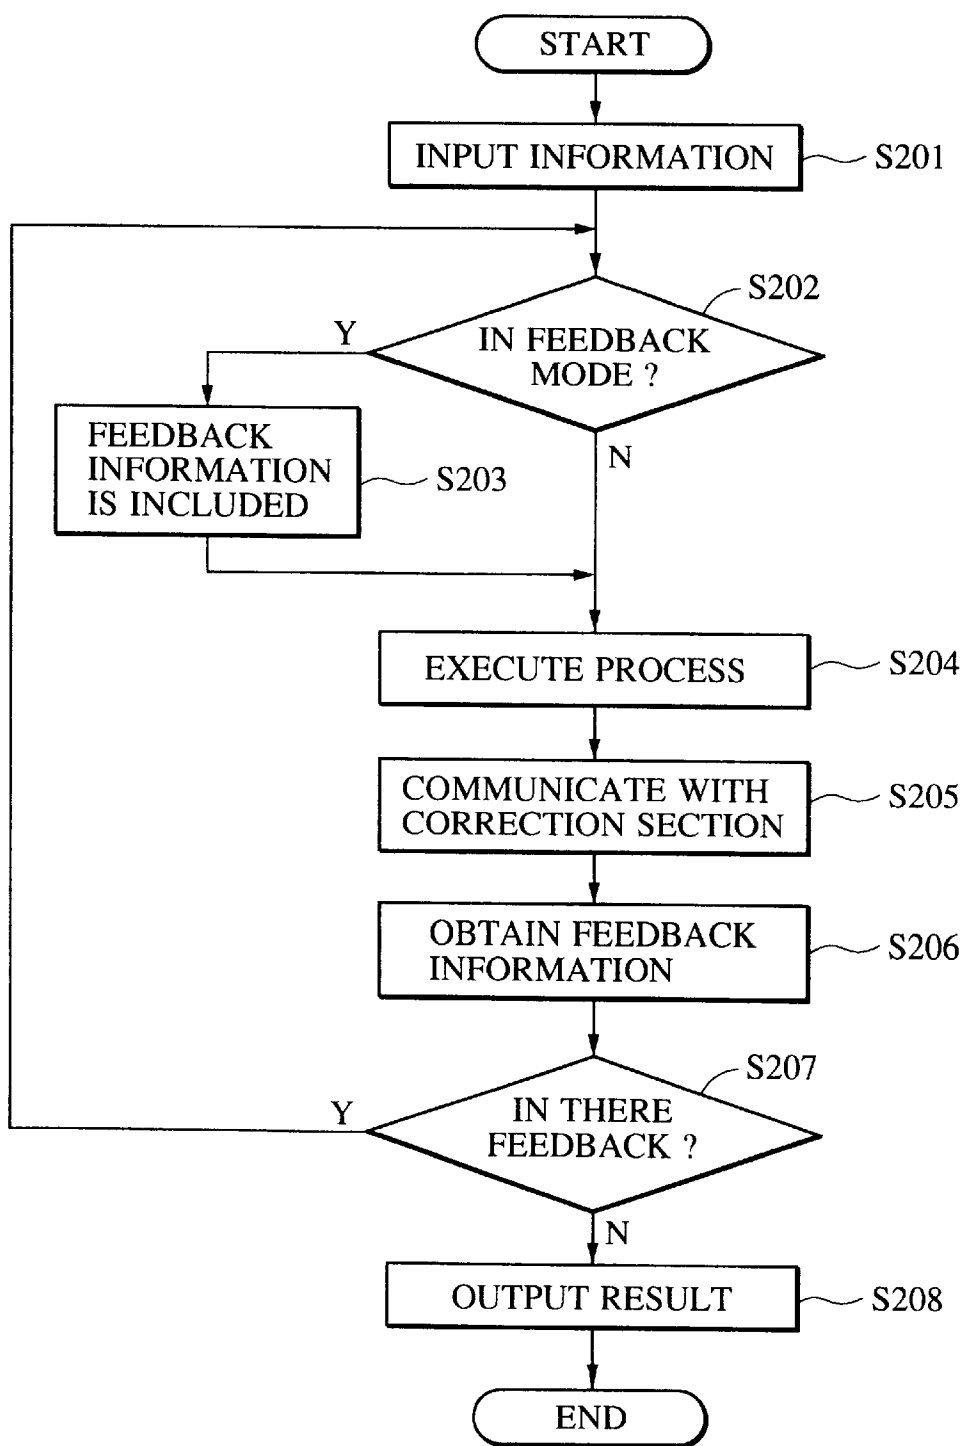 START
INPUT INFORMATION
S201
S202
Y
IN FEEDBACK
MODE ?
N
FEEDBACK
INFORMATION
IS INCLUDED
S203
EXECUTE PROCESS
S204
COMMUNICATE WITH
CORRECTION SECTION
S205
OBTAIN FEEDBACK
INFORMATION
S206
S207
Y
IN THERE
FEEDBACK ?
N
OUTPUT RESULT
S208
END